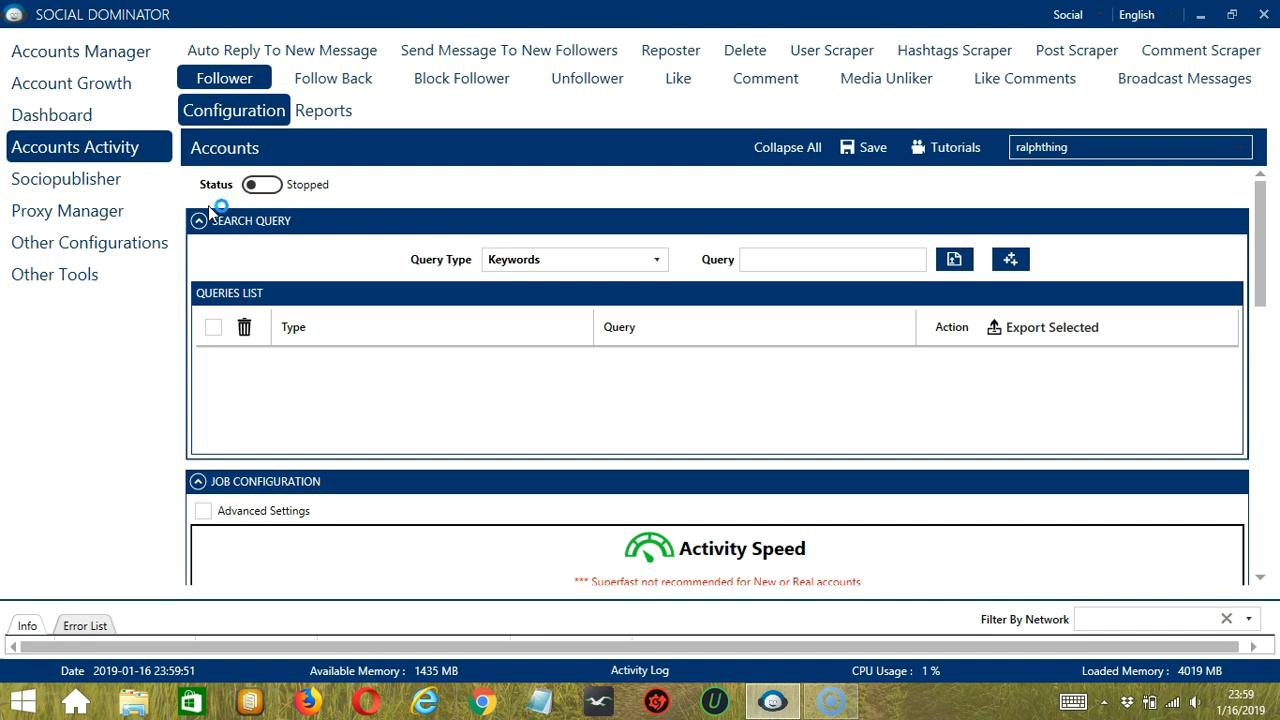 SOCIAL DOMINATOR
Social
English
Accounts Manager
Account Growth
Dashboard
Accounts Activity
Sociopublisher
Proxy Manager
Other Configurations
Other Tools
Auto Reply To New Message
Send Message To New Followers
Reposter
Delete
User Scraper
Hashtags Scraper
Post Scraper
Comment Scraper
Follower
Follow Back
Block Follower
Unfollower
Like
Comment
Media Unliker
Like Comments
Broadcast Messages
Configuration
Reports
Accounts
Collapse All
Save
Tutorials
ralphthing
Status
Stopped
SEARCH QUERY
Query Type
Keywords
Query
QUERIES LIST
Type
Query
Action
Export Selected
JOB CONFIGURATION
Advanced Settings
Activity Speed
*** Superfast not recommended for New or Real accounts
Info
Error List
Filter By Network
Date 2019-01-16 23:59:51
Available Memory : 1435 MB
Activity Log
CPU Usage : 1 %
Loaded Memory : 4019 MB
23:59
1/16/2019